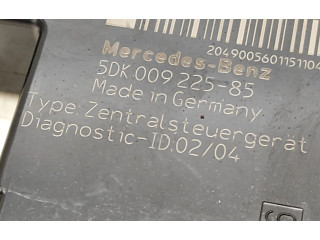 2049005601151104
Mercedes-Benz
5DK 009 225-85
Made in Germany
Type: Zentralsteuergerät
Diagnostic-ID.02/04